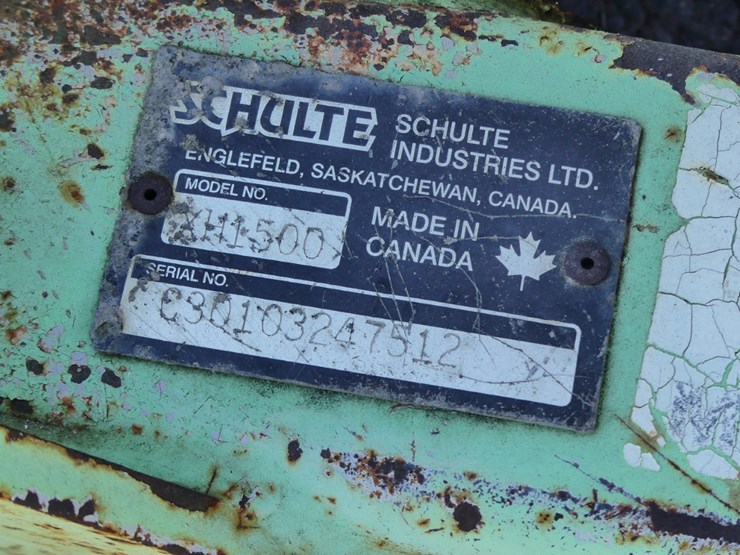 SCHULTE
SCHULTE
INDUSTRIES LTD.
ENGLEFELD, SASKATCHEWAN, CANADA.
MODEL NO.
XH1500
MADE IN
CANADA
SERIAL NO.
C30103247512